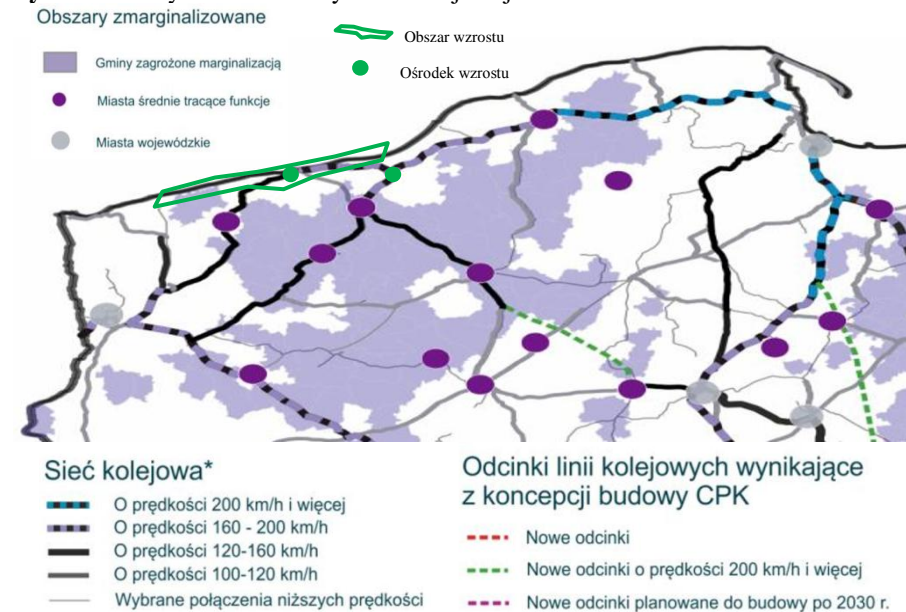 Obszary zmarginalizowane
Gminy zagrożone marginalizacją
Miasta średnie tracące funkcje
Miasta wojewódzkie
Obszar wzrostu
Ośrodek wzrostu
Sieć kolejowa*
O prędkości 200 km/h i więcej
O prędkości 160 - 200 km/h
O prędkości 120-160 km/h
O prędkości 100-120 km/h
Wybrane połączenia niższych prędkości
Odcinki linii kolejowych wynikające
z koncepcji budowy CPK
Nowe odcinki
Nowe odcinki o prędkości 200 km/h i więcej
Nowe odcinki planowane do budowy po 2030 r.